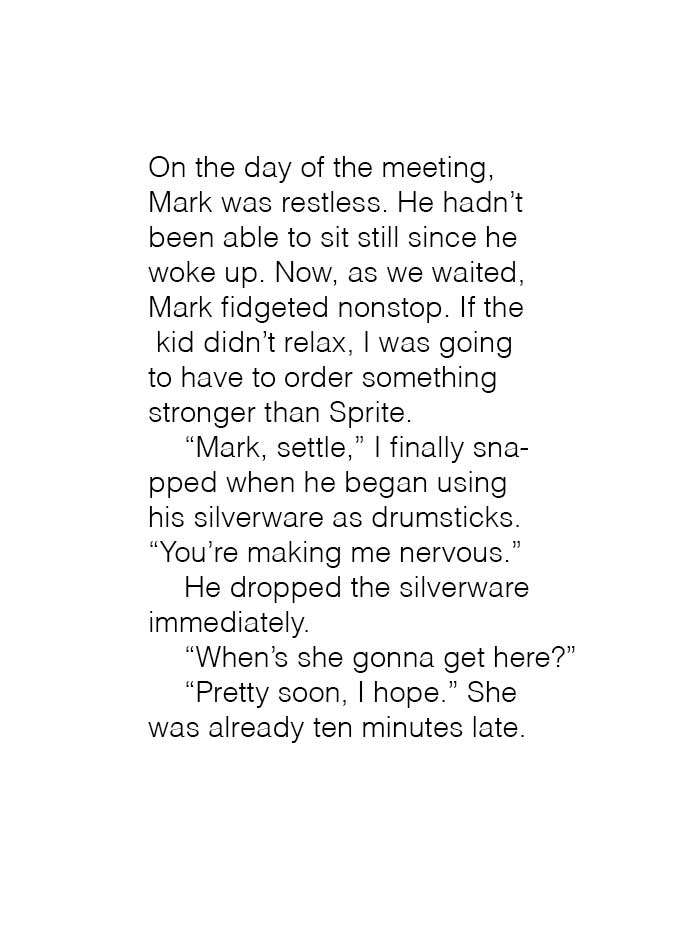 On the day of the meeting,
Mark was restless. He hadn’t
been able to sit still since he
woke up. Now, as we waited,
Mark fidgeted nonstop. If the
kid didn’t relax, I was going
to have to order something
stronger than Sprite.
“Mark, settle,” I finally sna-
pped when he began using
his silverware as drumsticks.
“You’re making me nervous.”
He dropped the silverware
immediately.
“When’s she gonna get here?”
“Pretty soon, I hope.” She
was already ten minutes late.